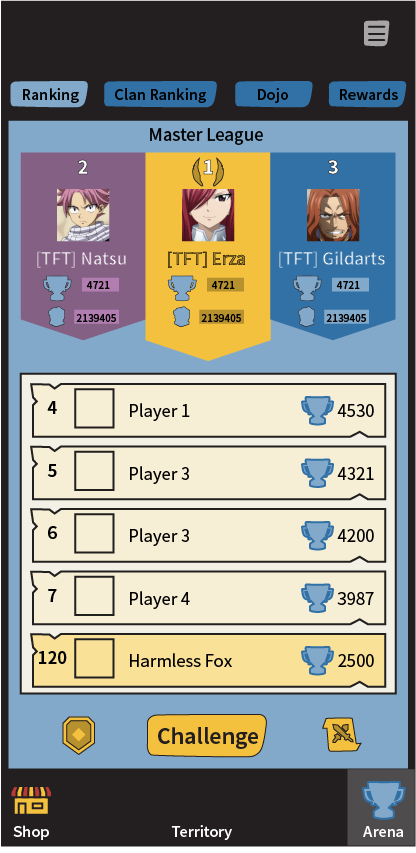 Ranking Clan Ranking Dojo Rewards
Master League
2 1 3
[TFT] Natsu [TFT] Erza [TFT] Gildarts
4721 4721 4721
2139405 2139405 2139405
4 Player 1 4530
5 Player 3 4321
6 Player 3 4200
7 Player 4 3987
120 Harmless Fox 2500
Challenge
Shop Territory Arena